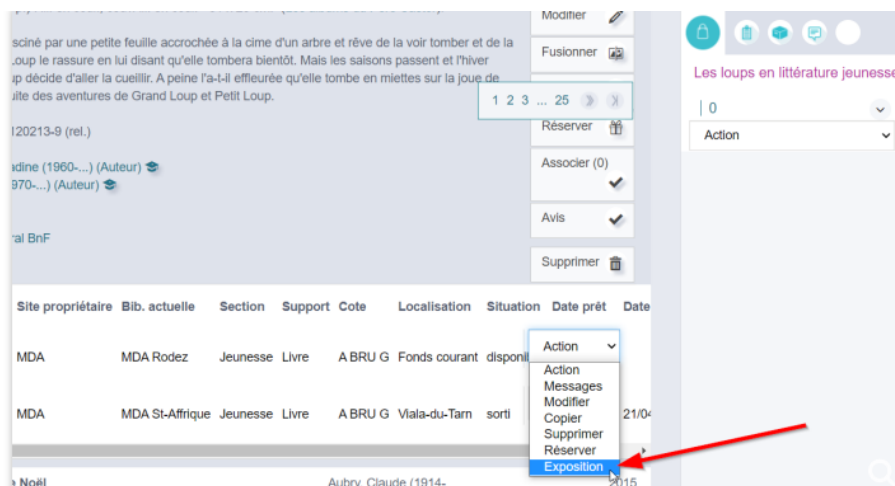 Modifier
sciné par une petite feuille accrochée à la cime d'un arbre et rêve de la voir tomber et de la
Loup le rassure en lui disant qu'elle tombera bientôt. Mais les saisons passent et l'hiver
up décide d'aller la cueillir. A peine l'a-t-il effleurée qu'elle tombe en miettes sur la joue de
uite des aventures de Grand Loup et Petit Loup.
Fusionner
1 2 3 ... 25
120213-9 (rel.)
Réserver
adine (1960-...) (Auteur)
970-...) (Auteur)
Associer (0)
Avis
ral BnF
Supprimer
Les loups en littérature jeunesse
0
Action
Site propriétaire Bib. actuelle Section Support Cote Localisation Situation Date prêt Date
MDA MDA Rodez Jeunesse Livre A BRU G Fonds courant disponi
MDA MDA St-Affrique Jeunesse Livre A BRU G Viala-du-Tarn sorti 21/04
Action
Action
Messages
Modifier
Copier
Supprimer
Réserver
Exposition
Noël Aubry, Claude (1914- 2015